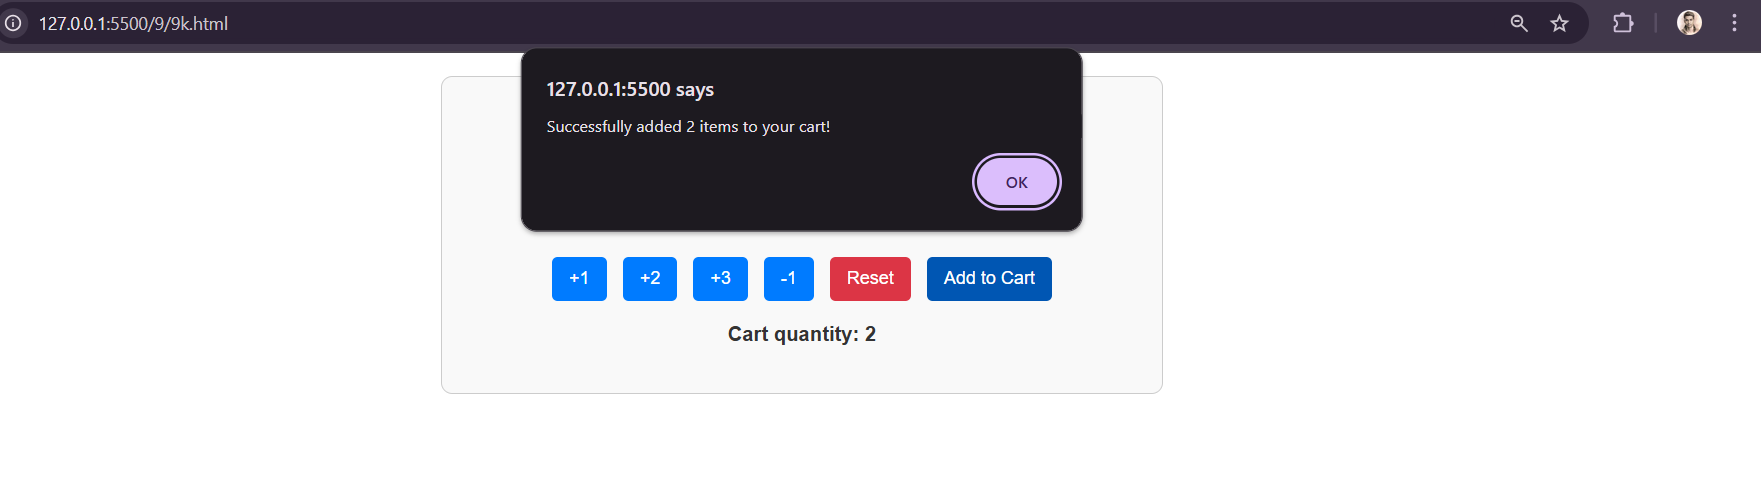 127.0.0.1:5500/9/9k.html
127.0.0.1:5500 says
Successfully added 2 items to your cart!
OK
+1 +2 +3 -1 Reset Add to Cart
Cart quantity: 2